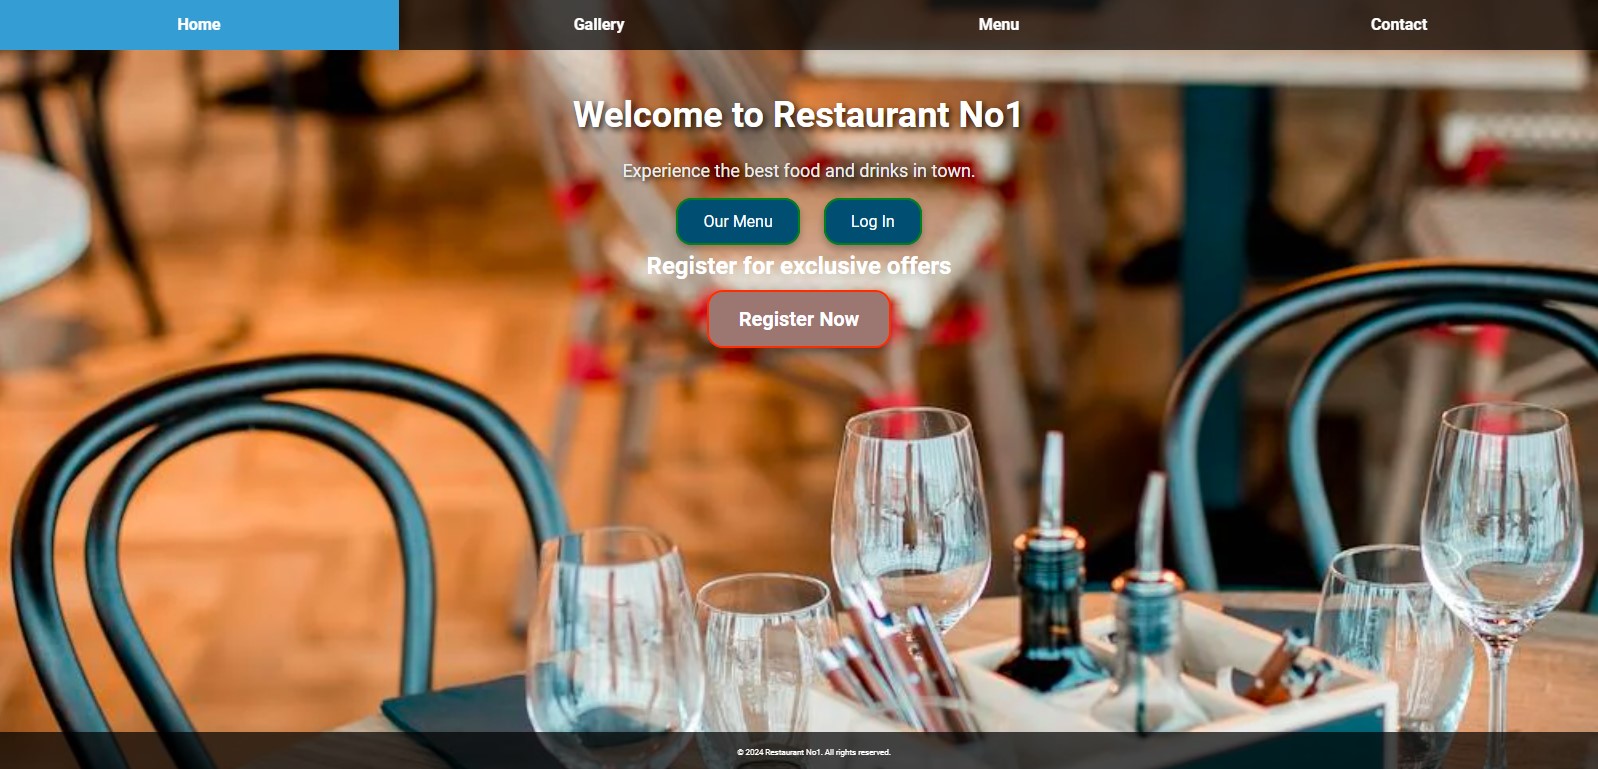 Home Gallery Menu Contact
Welcome to Restaurant No1
Experience the best food and drinks in town.
Our Menu Log In
Register for exclusive offers
Register Now
© 2024 Restaurant No1. All rights reserved.